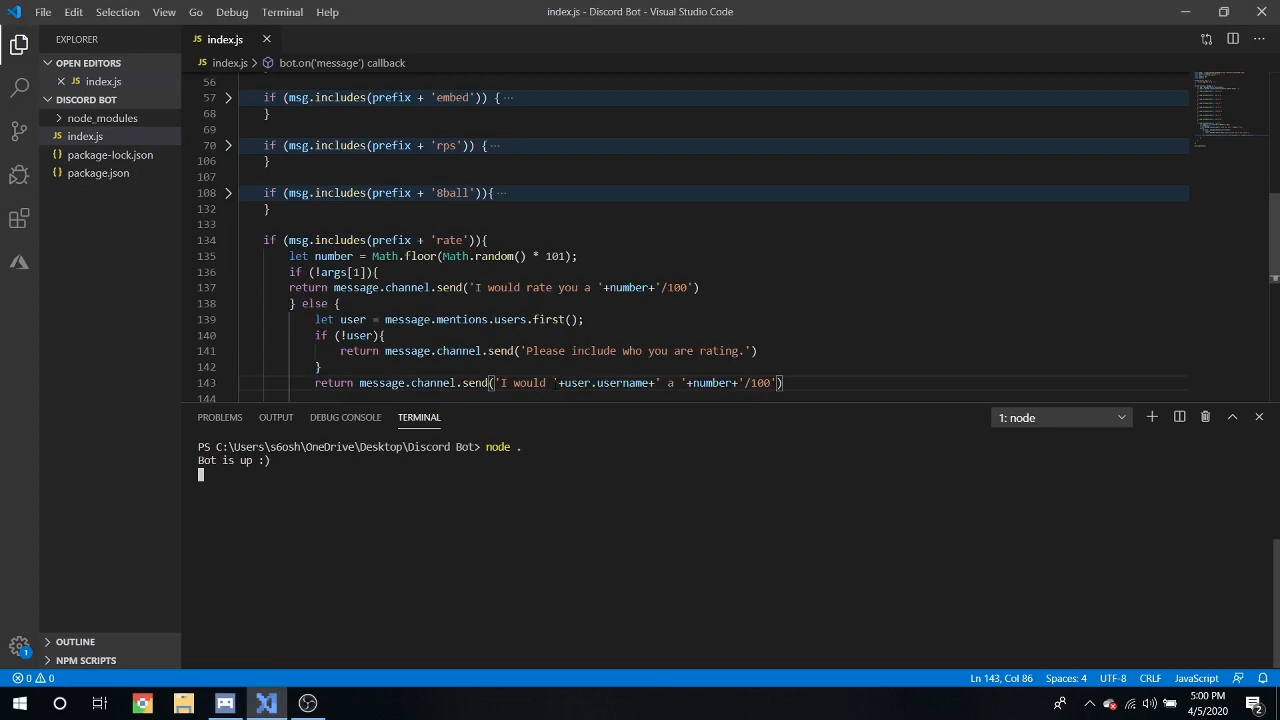 File Edit Selection View Go Debug Terminal Help
index.js - Discord Bot - Visual Studio Code
EXPLORER
JS index.js
OPEN EDITORS
JS index.js > bot.on('message') callback
JS index.js
DISCORD BOT
node_modules
JS index.js
package-lock.json
package.json
56
57 if (msg.includes(prefix + 'embed'))
68
69
70 if (msg.includes(prefix + 'rps')) { ···
106 }
107
108 if (msg.includes(prefix + '8ball')){ ···
132 }
133
134 if (msg.includes(prefix + 'rate')){
135 let number = Math.floor(Math.random() * 101);
136 if (!args[1]){
137 return message.channel.send('I would rate you a '+number+'/100')
138 } else {
139 let user = message.mentions.users.first();
140 if (!user){
141 return message.channel.send('Please include who you are rating.')
142 }
143 return message.channel.send('I would '+user.username+' a '+number+'/100')
144
PROBLEMS OUTPUT DEBUG CONSOLE TERMINAL
1: node
PS C:\Users\s6osh\OneDrive\Desktop\Discord Bot> node .
Bot is up :)
OUTLINE
NPM SCRIPTS
1
0 0
Ln 143, Col 86 Spaces: 4 UTF-8 CRLF JavaScript
5:00 PM
4/5/2020
2